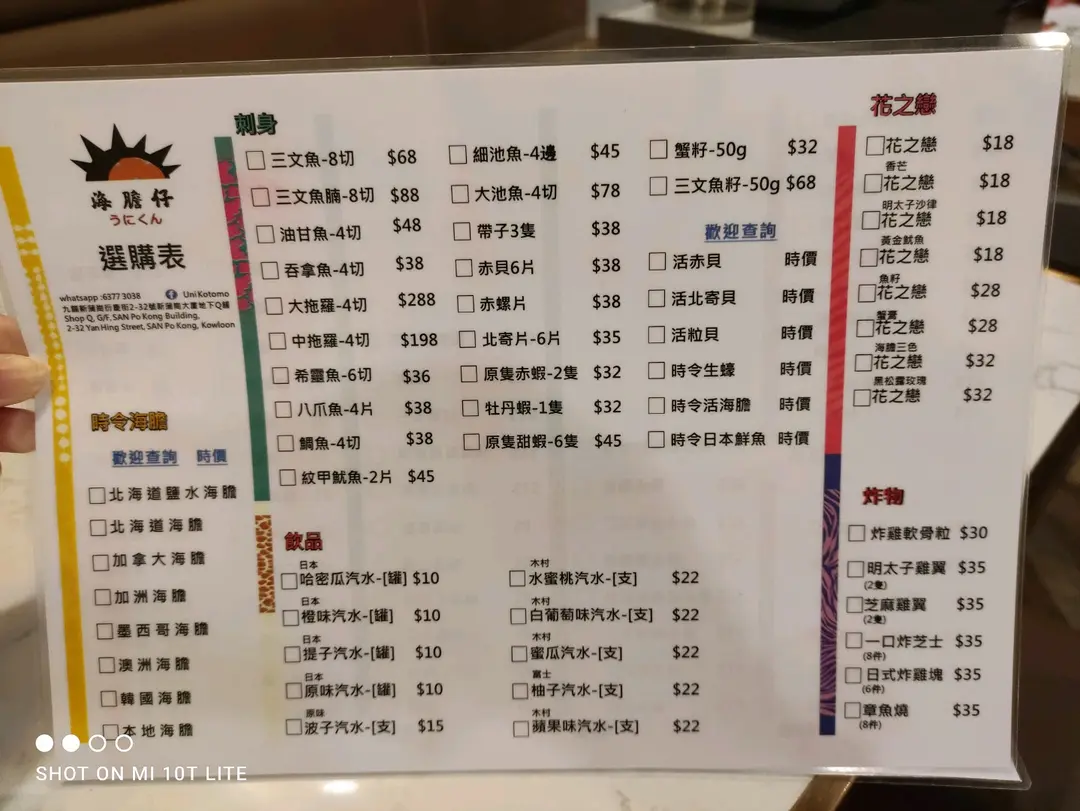 海膽仔
うにくん
選購表
whatsapp :6377 3038 Uni Kotomo
九龍新蒲崗衍慶街2-32號新蒲崗大廈地下Q舖
Shop Q, G/F, SAN Po Kong Building,
2-32 Yan Hing Street, SAN Po Kong, Kowloon
時令海膽
歡迎查詢 時價
北海道鹽水海膽
北海道海膽
加拿大海膽
加洲海膽
墨西哥海膽
澳洲海膽
韓國海膽
本地海膽
刺身
三文魚-8切 $68
三文魚腩-8切 $88
油甘魚-4切 $48
吞拿魚-4切 $38
大拖羅-4切 $288
中拖羅-4切 $198
希靈魚-6切 $36
八爪魚-4片 $38
鯛魚-4切 $38
紋甲魷魚-2片 $45
細池魚-4邊 $45
大池魚-4切 $78
帶子3隻 $38
赤貝6片 $38
赤螺片 $38
北寄片-6片 $35
原隻赤蝦-2隻 $32
牡丹蝦-1隻 $32
原隻甜蝦-6隻 $45
蟹籽-50g $32
三文魚籽-50g $68
歡迎查詢
活赤貝 時價
活北寄貝 時價
活粒貝 時價
時令生蠔 時價
時令活海膽 時價
時令日本鮮魚 時價
飲品
日本
哈密瓜汽水-[罐] $10
日本
橙味汽水-[罐] $10
日本
提子汽水-[罐] $10
日本
原味汽水-[罐] $10
原味
波子汽水-[支] $15
木村
水蜜桃汽水-[支] $22
木村
白葡萄味汽水-[支] $22
木村
蜜瓜汽水-[支] $22
富士
柚子汽水-[支] $22
木村
蘋果味汽水-[支] $22
花之戀
花之戀 $18
香芒
花之戀 $18
明太子沙律
花之戀 $18
黃金魷魚
花之戀 $18
魚籽
花之戀 $28
蟹膏
花之戀 $28
海膽三色
花之戀 $32
黑松露玫瑰
花之戀 $32
炸物
炸雞軟骨粒 $30
明太子雞翼 $35
(2隻)
芝麻雞翼 $35
(2隻)
一口炸芝士 $35
(8件)
日式炸雞塊 $35
(6件)
章魚燒 $35
(8件)
SHOT ON MI 10T LITE